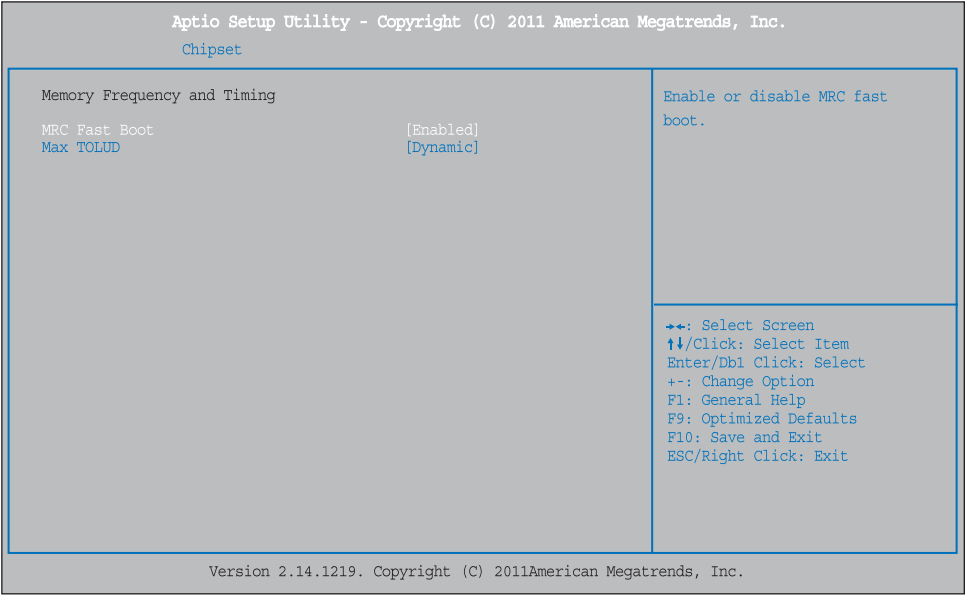 Aptio Setup Utility - Copyright (C) 2011 American Megatrends, Inc.
Chipset
Memory Frequency and Timing
MRC Fast Boot [Enabled]
Max TOLUD [Dynamic]
Enable or disable MRC fast
boot.
→←: Select Screen
↑↓/Click: Select Item
Enter/Db1 Click: Select
+-: Change Option
F1: General Help
F9: Optimized Defaults
F10: Save and Exit
ESC/Right Click: Exit
Version 2.14.1219. Copyright (C) 2011American Megatrends, Inc.